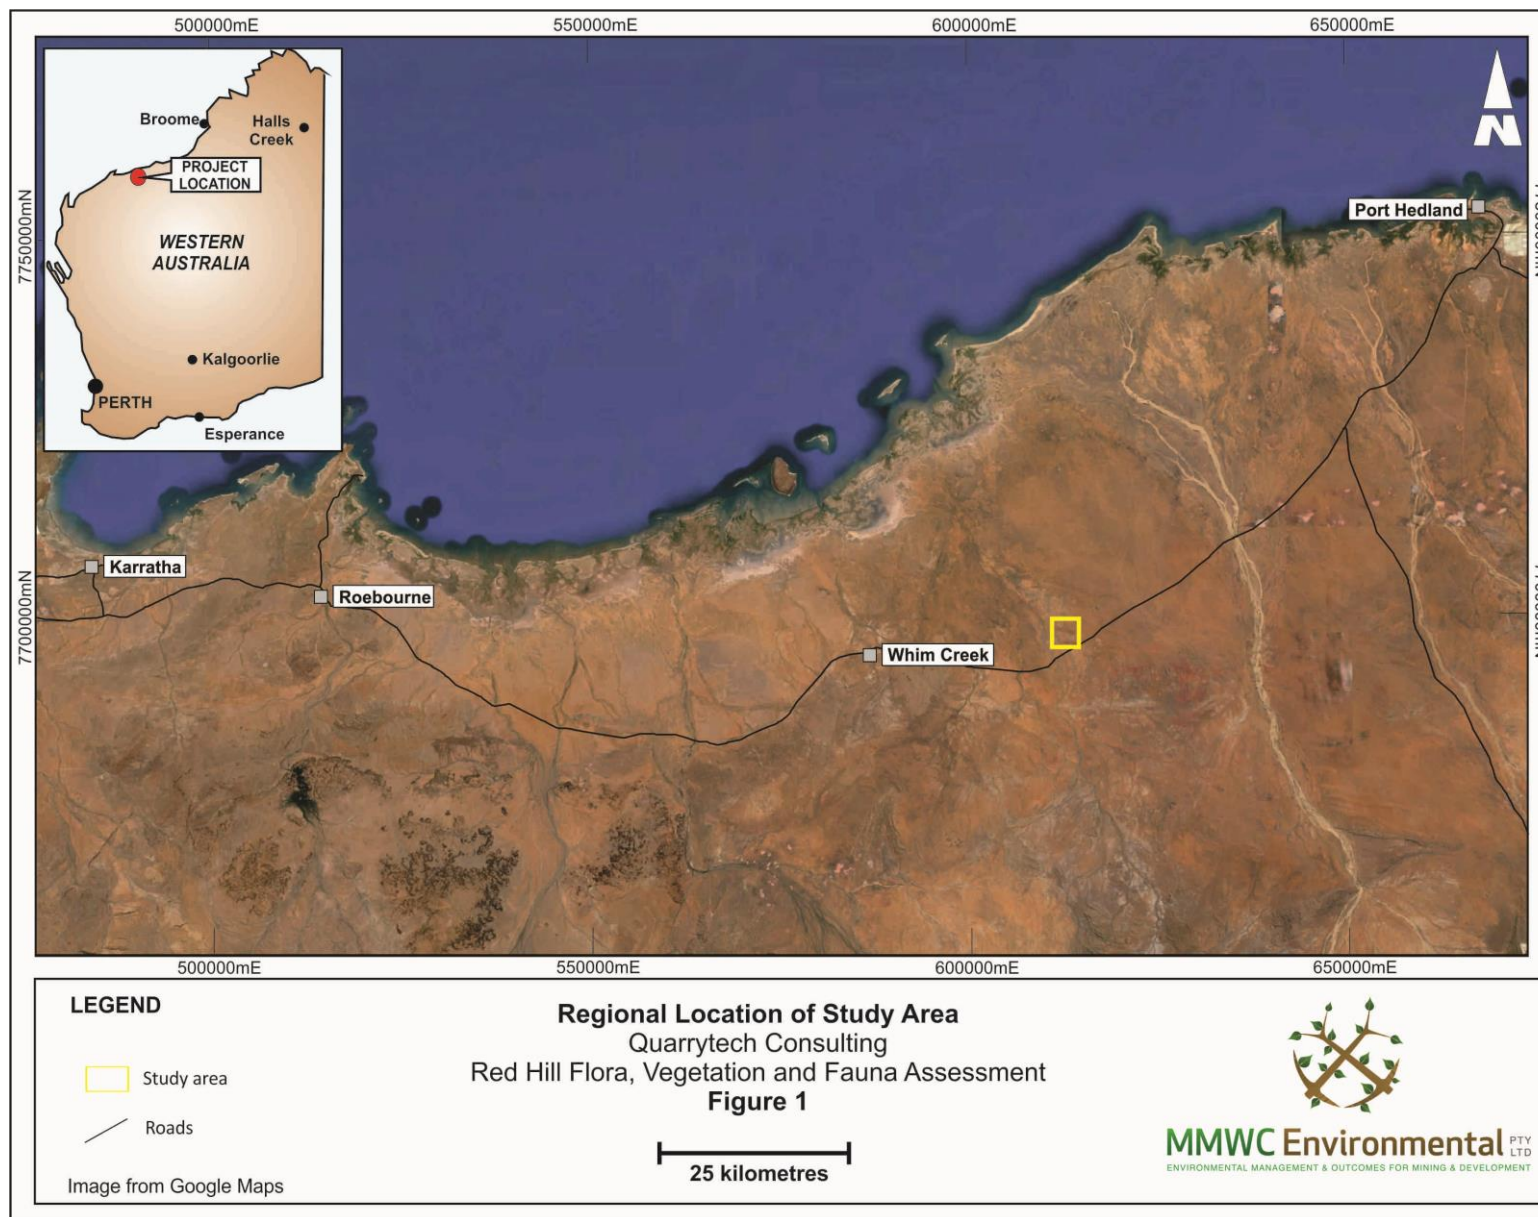 500000mE
550000mE
600000mE
650000mE
Broome
Halls
Creek
PROJECT
LOCATION
WESTERN
AUSTRALIA
Kalgoorlie
PERTH
Esperance
N
7750000mN
7700000mN
Port Hedland
Karratha
Roebourne
Whim Creek
500000mE
550000mE
600000mE
650000mE
LEGEND
Study area
Roads
Image from Google Maps
Regional Location of Study Area
Quarrytech Consulting
Red Hill Flora, Vegetation and Fauna Assessment
Figure 1
25 kilometres
MMWC Environmental PTY
LTD
ENVIRONMENTAL MANAGEMENT & OUTCOMES FOR MINING & DEVELOPMENT